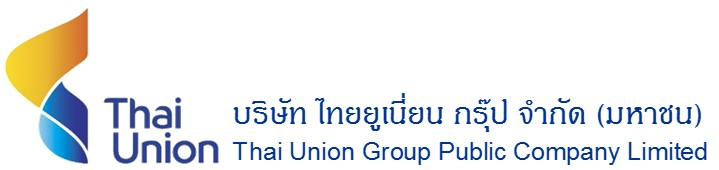 Thai
Union
บริษัท ไทยยูเนี่ยน กรุ๊ป จำกัด (มหาชน)
Thai Union Group Public Company Limited